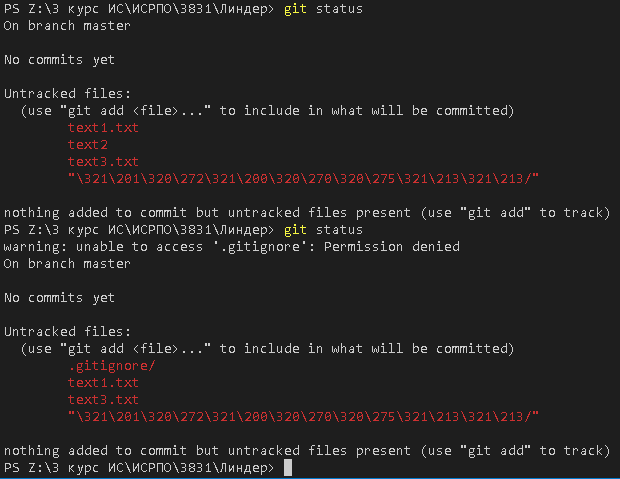 PS Z:\3 курс ИС\ИСРПО\3831\Линдер> git status
On branch master
No commits yet
Untracked files:
(use "git add <file>..." to include in what will be committed)
text1.txt
text2
text3.txt
"\321\201\320\272\321\200\320\270\320\275\321\213\321\213/"
nothing added to commit but untracked files present (use "git add" to track)
PS Z:\3 курс ИС\ИСРПО\3831\Линдер> git status
warning: unable to access '.gitignore': Permission denied
On branch master
No commits yet
Untracked files:
(use "git add <file>..." to include in what will be committed)
.gitignore/
text1.txt
text3.txt
"\321\201\320\272\321\200\320\270\320\275\321\213\321\213/"
nothing added to commit but untracked files present (use "git add" to track)
PS Z:\3 курс ИС\ИСРПО\3831\Линдер>